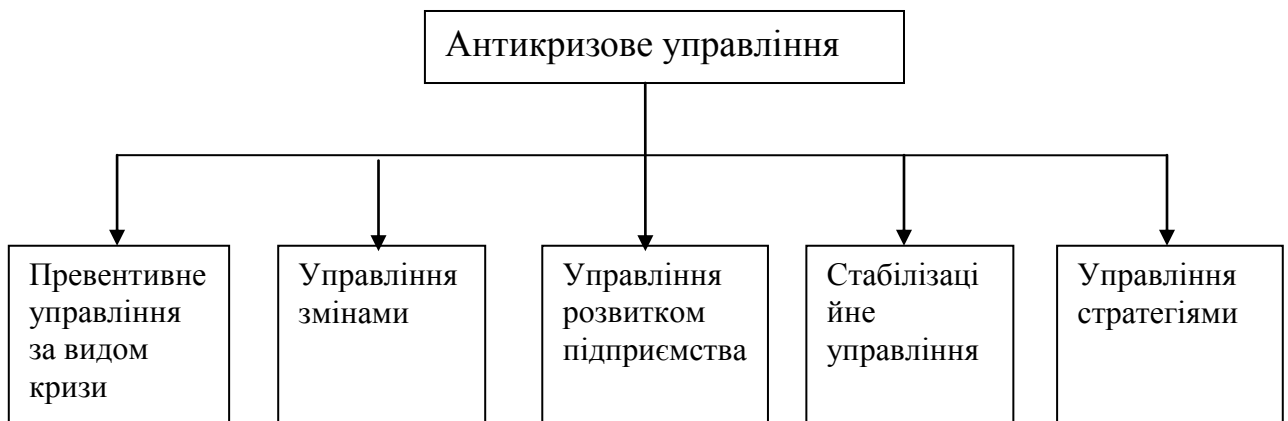 Антикризове управління
Превентивне
управління
за видом
кризи
Управління
змінами
Управління
розвитком
підприємства
Стабілізаці
йне
управління
Управління
стратегіями